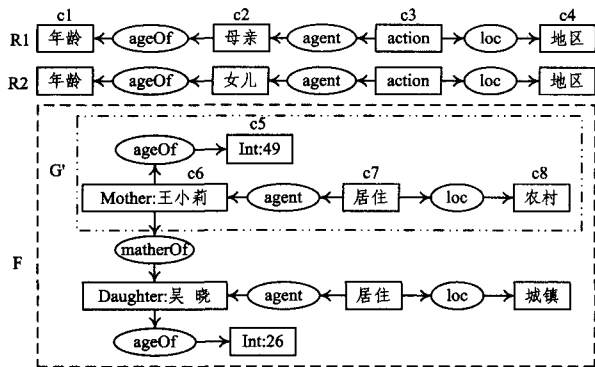 c1 c2 c3 c4
R1 年龄 ageOf 母亲 agent action loc 地区
R2 年龄 ageOf 女儿 agent action loc 地区
c5
ageOf Int:49
G' c6 c7 c8
Mother:王小莉 agent 居住 loc 农村
matherOf
F
Daughter:吴 晓 agent 居住 loc 城镇
ageOf Int:26